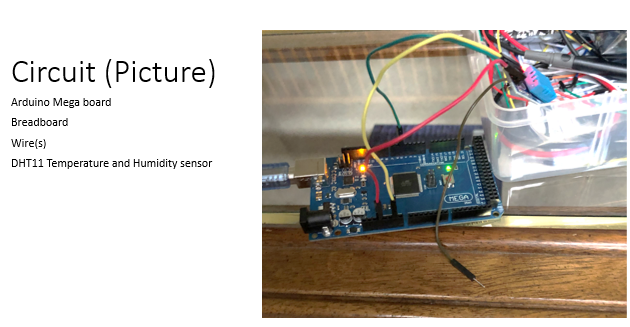 Circuit (Picture)
Arduino Mega board
Breadboard
Wire(s)
DHT11 Temperature and Humidity sensor
MEGA